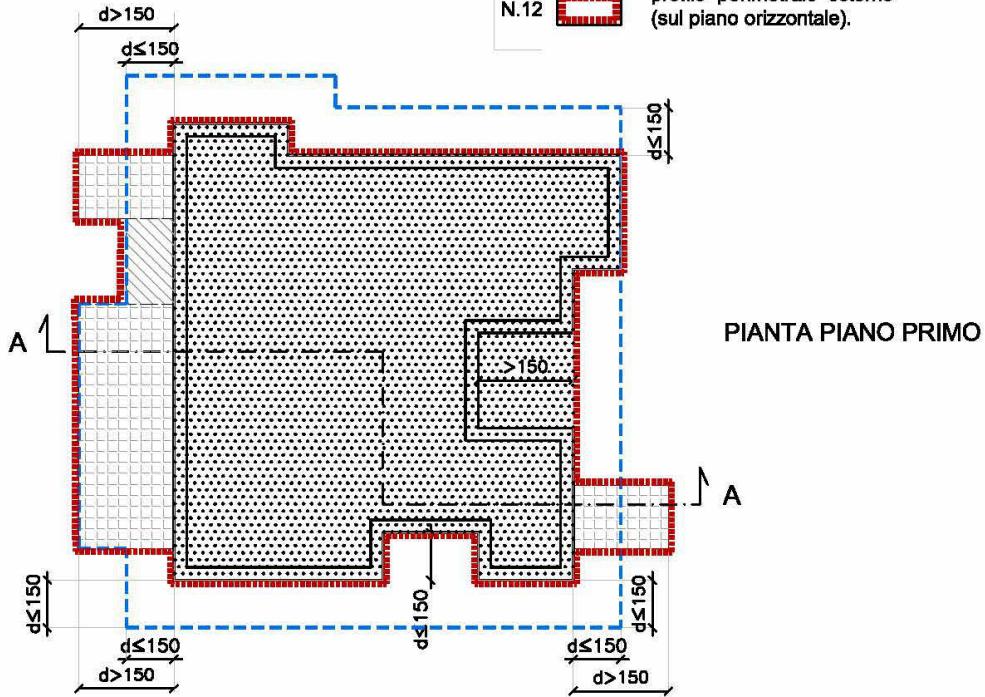 N.12
profilo perimetrale esterno
(sul piano orizzontale).
d>150
d≤150
d≤150
A
PIANTA PIANO PRIMO
>150
A
d≤150
d≤150
d≤150
d≤150
d≤150
d>150
d>150